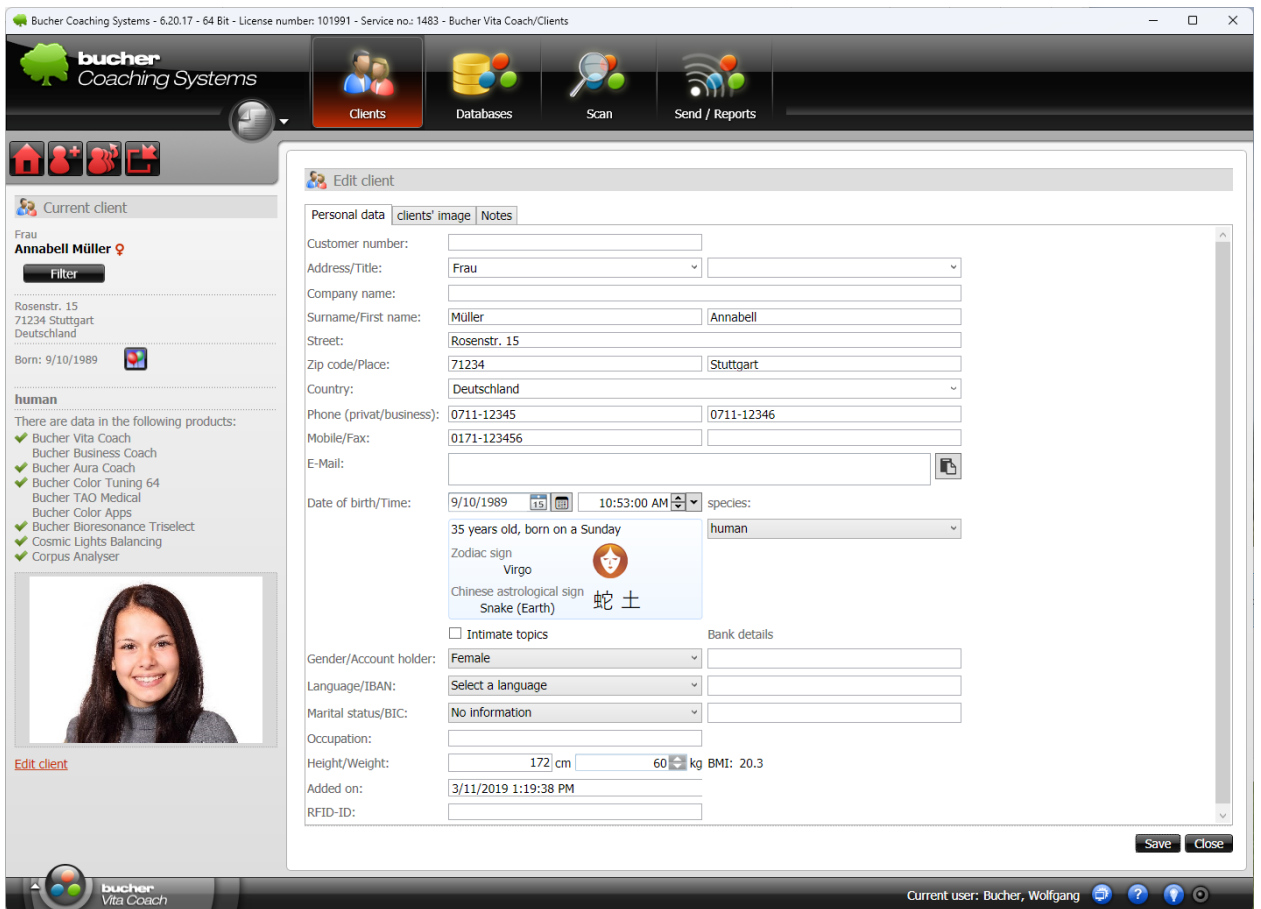 Bucher Coaching Systems - 6.20.17 - 64 Bit - License number: 101991 - Service no.: 1483 - Bucher Vita Coach/Clients
bucher
Coaching Systems
Clients
Databases
Scan
Send / Reports
Current client
Frau
Annabell Müller
Filter
Rosenstr. 15
71234 Stuttgart
Deutschland
Born: 9/10/1989
human
There are data in the following products:
Bucher Vita Coach
Bucher Business Coach
Bucher Aura Coach
Bucher Color Tuning 64
Bucher TAO Medical
Bucher Color Apps
Bucher Bioresonance Triselect
Cosmic Lights Balancing
Corpus Analyser
Edit client
Edit client
Personal data clients' image Notes
Customer number:
Address/Title: Frau
Company name:
Surname/First name: Müller Annabell
Street: Rosenstr. 15
Zip code/Place: 71234 Stuttgart
Country: Deutschland
Phone (privat/business): 0711-12345 0711-12346
Mobile/Fax: 0171-123456
E-Mail:
Date of birth/Time: 9/10/1989 15 10:53:00 AM species:
35 years old, born on a Sunday human
Zodiac sign
Virgo
Chinese astrological sign
Snake (Earth) 蛇 土
Intimate topics Bank details
Gender/Account holder: Female
Language/IBAN: Select a language
Marital status/BIC: No information
Occupation:
Height/Weight: 172 cm 60 kg BMI: 20.3
Added on: 3/11/2019 1:19:38 PM
RFID-ID:
Save Close
bucher
Vita Coach
Current user: Bucher, Wolfgang ?